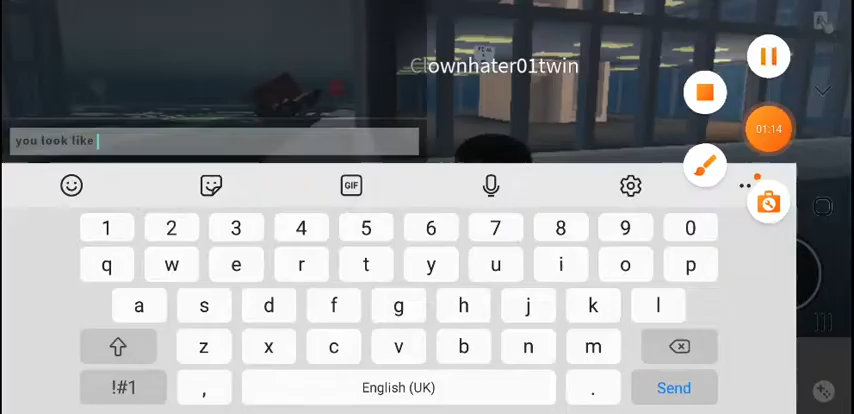 Clownhater01twin
you look like
01:14
GIF
1 2 3 4 5 6 7 8 9 0
q w e r t y u i o p
a s d f g h j k l
z x c v b n m
!#1 , English (UK) . Send